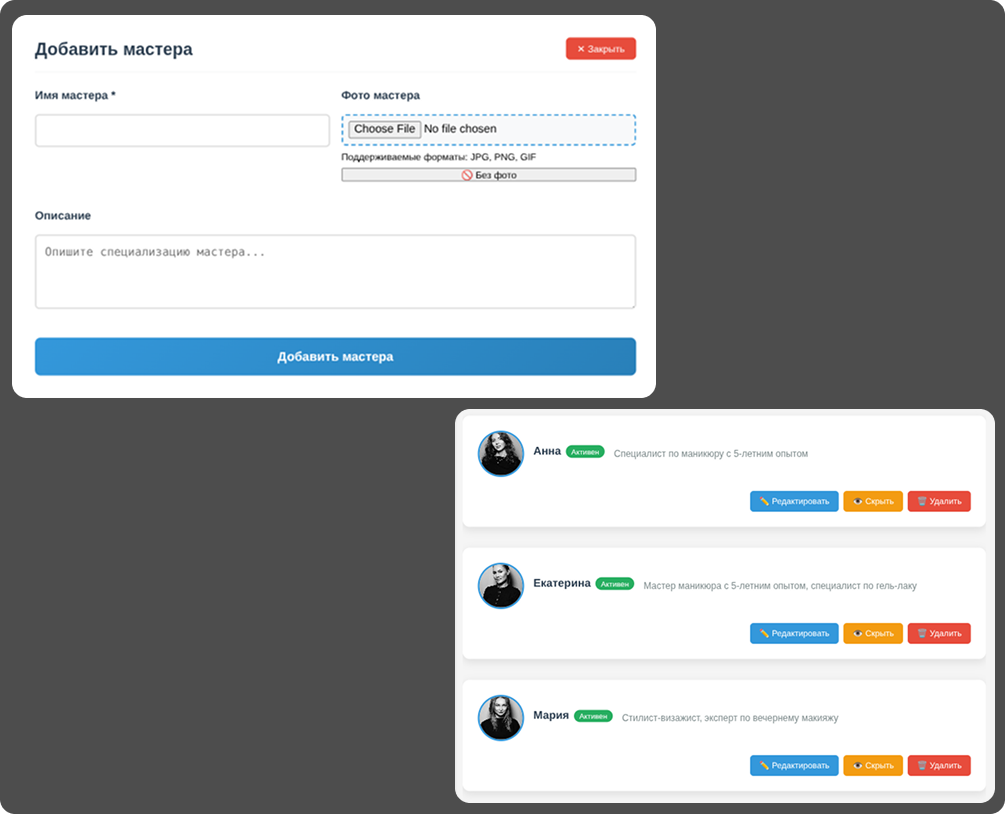 Добавить мастера
✕ Закрыть
Имя мастера *
Фото мастера
Choose File No file chosen
Поддерживаемые форматы: JPG, PNG, GIF
🚫 Без фото
Описание
Опишите специализацию мастера...
Добавить мастера
Анна Активен Специалист по маникюру с 5-летним опытом
✏️ Редактировать 👁️ Скрыть 🗑️ Удалить
Екатерина Активен Мастер маникюра с 5-летним опытом, специалист по гель-лаку
✏️ Редактировать 👁️ Скрыть 🗑️ Удалить
Мария Активен Стилист-визажист, эксперт по вечернему макияжу
✏️ Редактировать 👁️ Скрыть 🗑️ Удалить